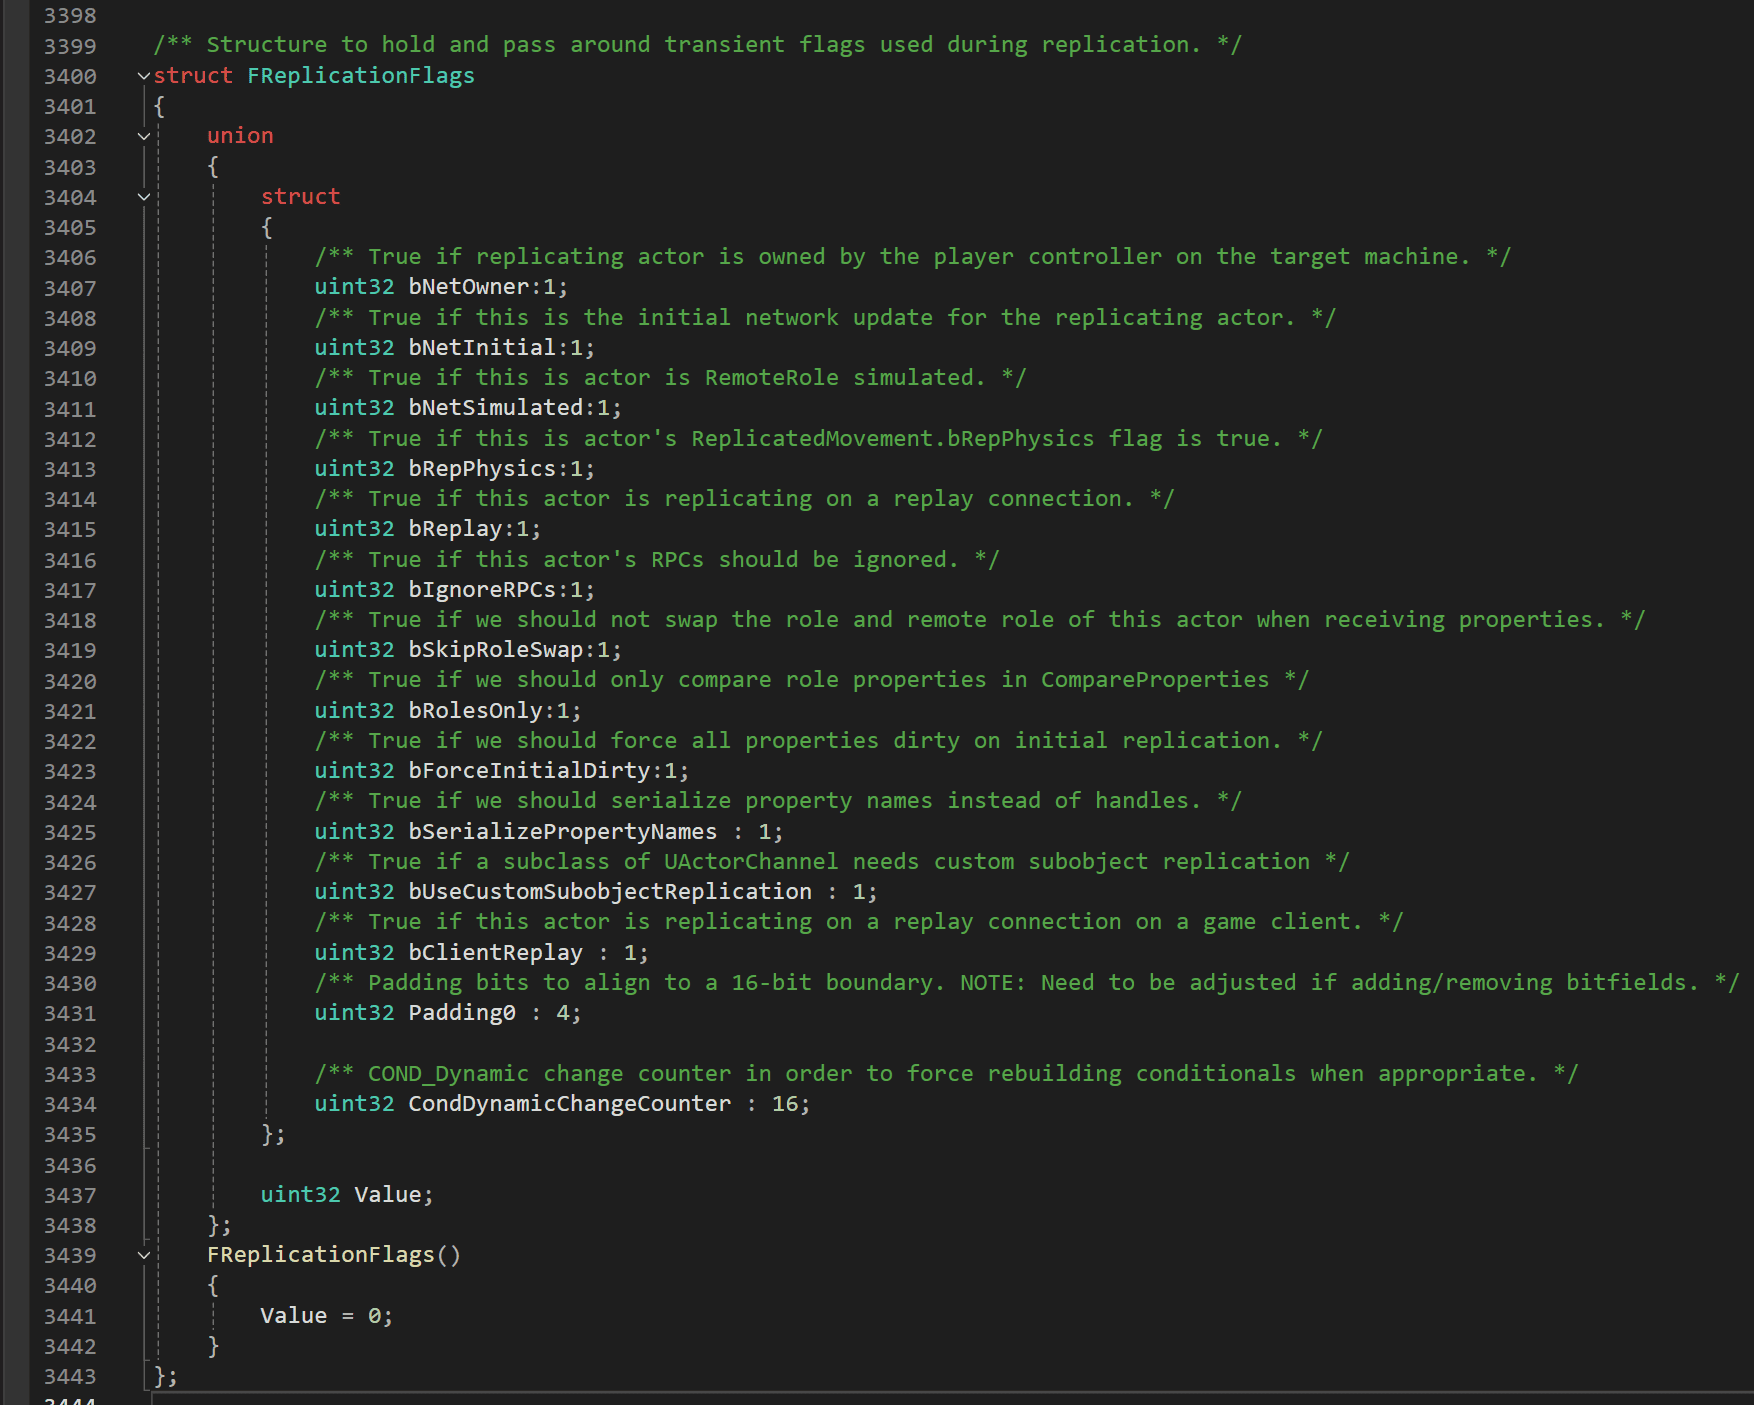 3398
3399 /** Structure to hold and pass around transient flags used during replication. */
3400 struct FReplicationFlags
3401 {
3402 union
3403 {
3404 struct
3405 {
3406 /** True if replicating actor is owned by the player controller on the target machine. */
3407 uint32 bNetOwner:1;
3408 /** True if this is the initial network update for the replicating actor. */
3409 uint32 bNetInitial:1;
3410 /** True if this is actor is RemoteRole simulated. */
3411 uint32 bNetSimulated:1;
3412 /** True if this is actor's ReplicatedMovement.bRepPhysics flag is true. */
3413 uint32 bRepPhysics:1;
3414 /** True if this actor is replicating on a replay connection. */
3415 uint32 bReplay:1;
3416 /** True if this actor's RPCs should be ignored. */
3417 uint32 bIgnoreRPCs:1;
3418 /** True if we should not swap the role and remote role of this actor when receiving properties. */
3419 uint32 bSkipRoleSwap:1;
3420 /** True if we should only compare role properties in CompareProperties */
3421 uint32 bRolesOnly:1;
3422 /** True if we should force all properties dirty on initial replication. */
3423 uint32 bForceInitialDirty:1;
3424 /** True if we should serialize property names instead of handles. */
3425 uint32 bSerializePropertyNames : 1;
3426 /** True if a subclass of UActorChannel needs custom subobject replication */
3427 uint32 bUseCustomSubobjectReplication : 1;
3428 /** True if this actor is replicating on a replay connection on a game client. */
3429 uint32 bClientReplay : 1;
3430 /** Padding bits to align to a 16-bit boundary. NOTE: Need to be adjusted if adding/removing bitfields. */
3431 uint32 Padding0 : 4;
3432
3433 /** COND_Dynamic change counter in order to force rebuilding conditionals when appropriate. */
3434 uint32 CondDynamicChangeCounter : 16;
3435 };
3436
3437 uint32 Value;
3438 };
3439 FReplicationFlags()
3440 {
3441 Value = 0;
3442 }
3443 };
3444